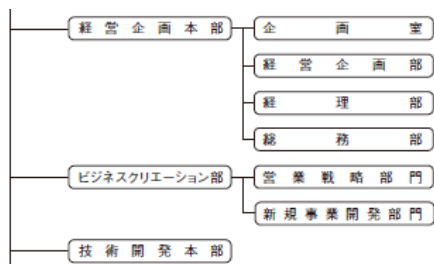 経営企画本部
企画室
経営企画部
経理部
総務部
ビジネスクリエーション部
営業戦略部門
新規事業開発部門
技術開発本部